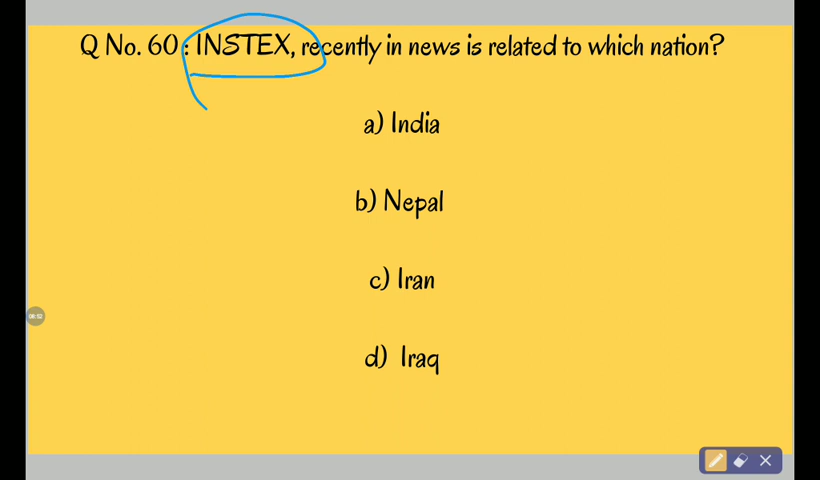 Q No. 60 : INSTEX, recently in news is related to which nation?
a) India
b) Nepal
c) Iran
d) Iraq